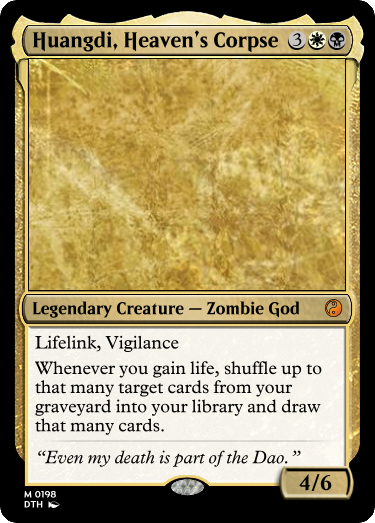 Huangdi, Heaven's Corpse 3
Legendary Creature — Zombie God
Lifelink, Vigilance
Whenever you gain life, shuffle up to
that many target cards from your
graveyard into your library and draw
that many cards.
“Even my death is part of the Dao.”
4/6
M 0198
DTH